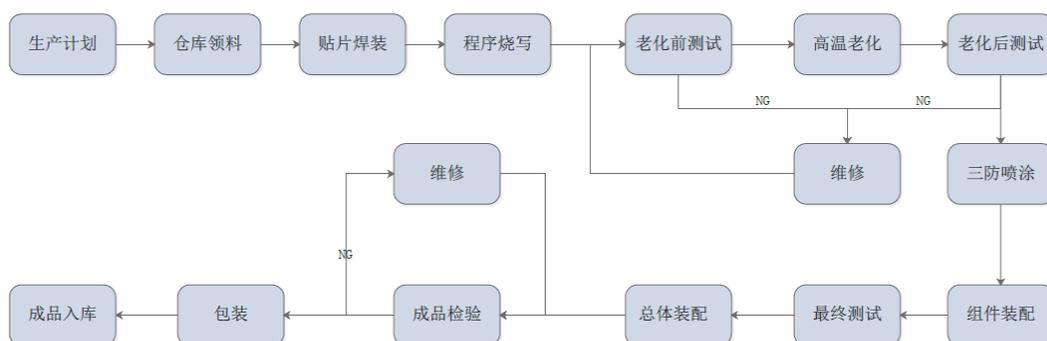 生产计划
仓库领料
贴片焊装
程序烧写
老化前测试
高温老化
老化后测试
NG
NG
维修
维修
三防喷涂
NG
成品入库
包装
成品检验
总体装配
最终测试
组件装配